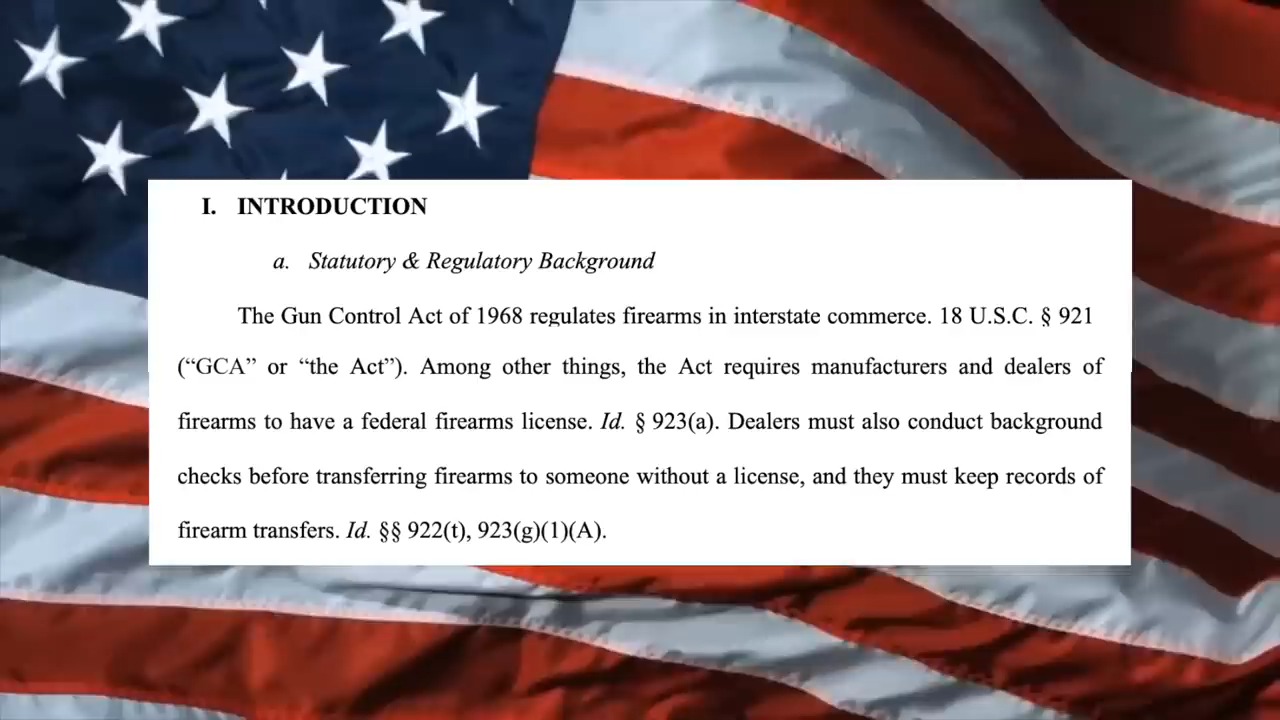 I. INTRODUCTION
a. Statutory & Regulatory Background
The Gun Control Act of 1968 regulates firearms in interstate commerce. 18 U.S.C. § 921
(“GCA” or “the Act”). Among other things, the Act requires manufacturers and dealers of
firearms to have a federal firearms license. Id. § 923(a). Dealers must also conduct background
checks before transferring firearms to someone without a license, and they must keep records of
firearm transfers. Id. §§ 922(t), 923(g)(1)(A).